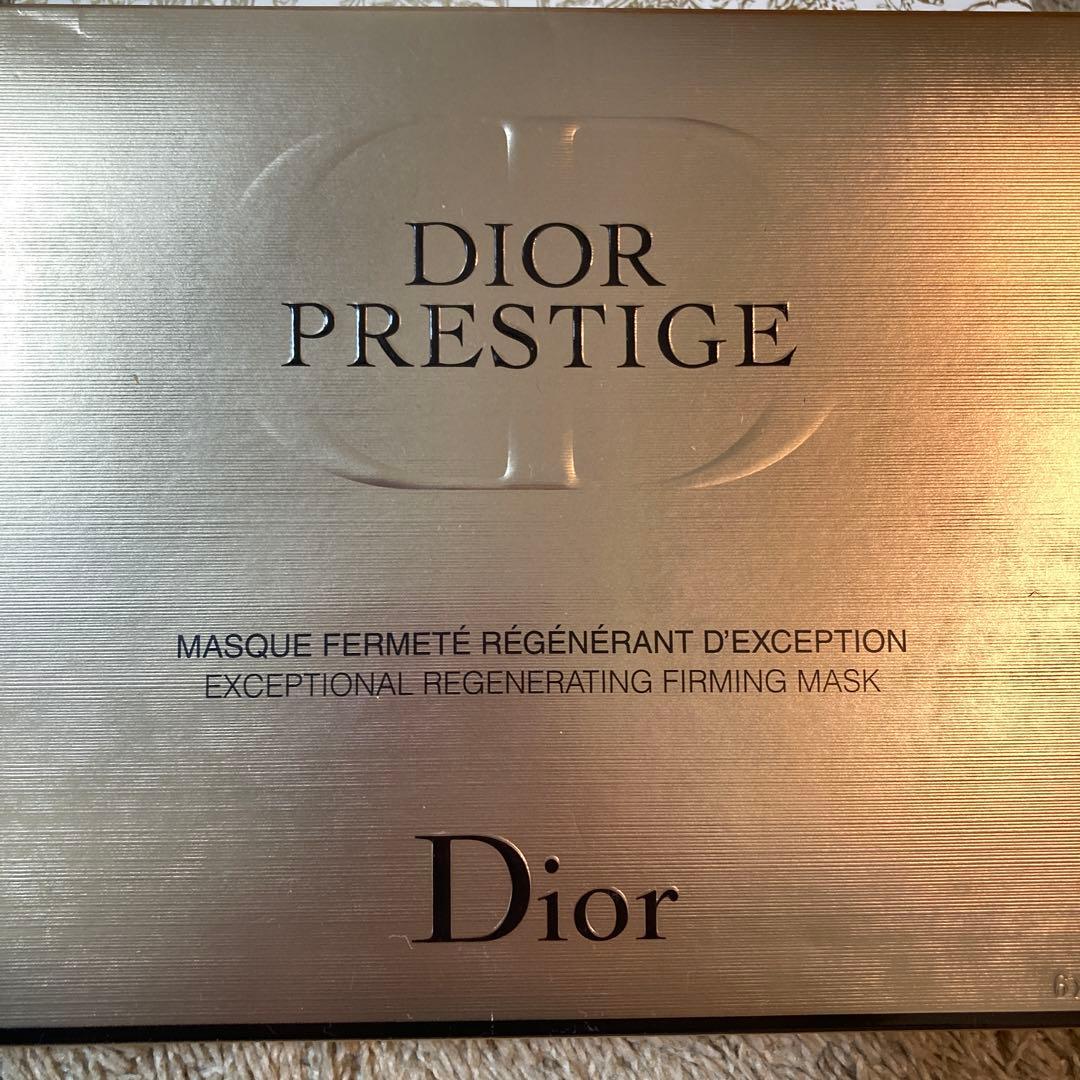 DIOR
PRESTIGE
MASQUE FERMETÉ RÉGÉNÉRANT D'EXCEPTION
EXCEPTIONAL REGENERATING FIRMING MASK
Dior